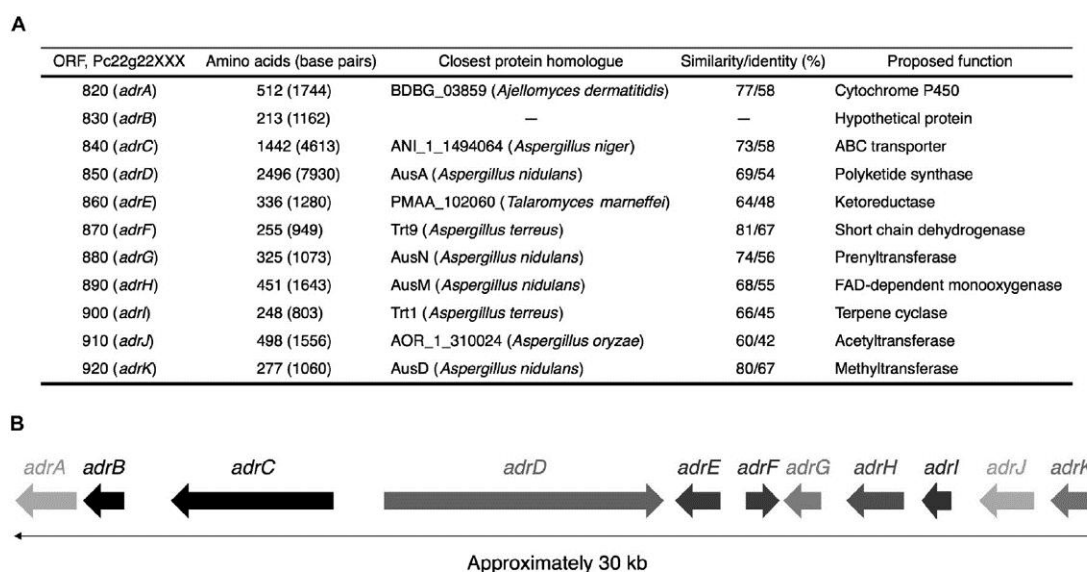 A
ORF, Pc22g22XXX Amino acids (base pairs) Closest protein homologue Similarity/identity (%) Proposed function
820 (adrA) 512 (1744) BDBG_03859 (Ajellomyces dermatitidis) 77/58 Cytochrome P450
830 (adrB) 213 (1162) — — Hypothetical protein
840 (adrC) 1442 (4613) ANI_1_1494064 (Aspergillus niger) 73/58 ABC transporter
850 (adrD) 2496 (7930) AusA (Aspergillus nidulans) 69/54 Polyketide synthase
860 (adrE) 336 (1280) PMAA_102060 (Talaromyces marneffei) 64/48 Ketoreductase
870 (adrF) 255 (949) Trt9 (Aspergillus terreus) 81/67 Short chain dehydrogenase
880 (adrG) 325 (1073) AusN (Aspergillus nidulans) 74/56 Prenyltransferase
890 (adrH) 451 (1643) AusM (Aspergillus nidulans) 68/55 FAD-dependent monooxygenase
900 (adrI) 248 (803) Trt1 (Aspergillus terreus) 66/45 Terpene cyclase
910 (adrJ) 498 (1556) AOR_1_310024 (Aspergillus oryzae) 60/42 Acetyltransferase
920 (adrK) 277 (1060) AusD (Aspergillus nidulans) 80/67 Methyltransferase
B
adrA adrB adrC adrD adrE adrF adrG adrH adrI adrJ adrK
Approximately 30 kb